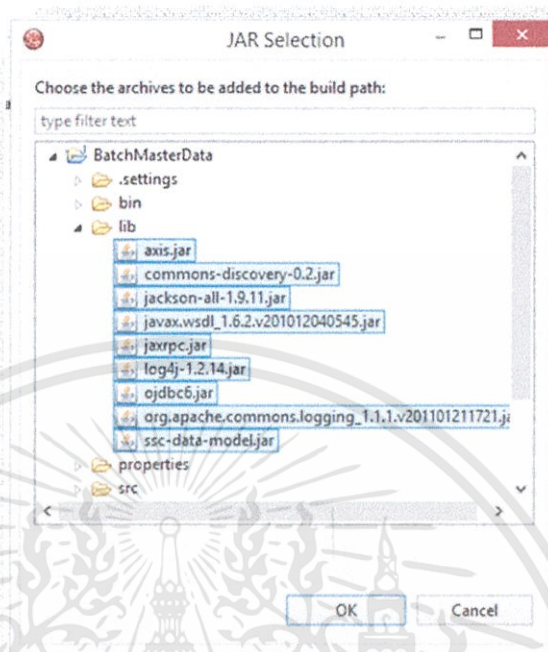 JAR Selection
Choose the archives to be added to the build path:
type filter text
BatchMasterData
.settings
bin
lib
axis.jar
commons-discovery-0.2.jar
jackson-all-1.9.11.jar
javax.wsdl_1.6.2.v201012040545.jar
jaxrpc.jar
log4j-1.2.14.jar
ojdbc6.jar
org.apache.commons.logging_1.1.1.v201101211721.ja
ssc-data-model.jar
properties
src
OK Cancel